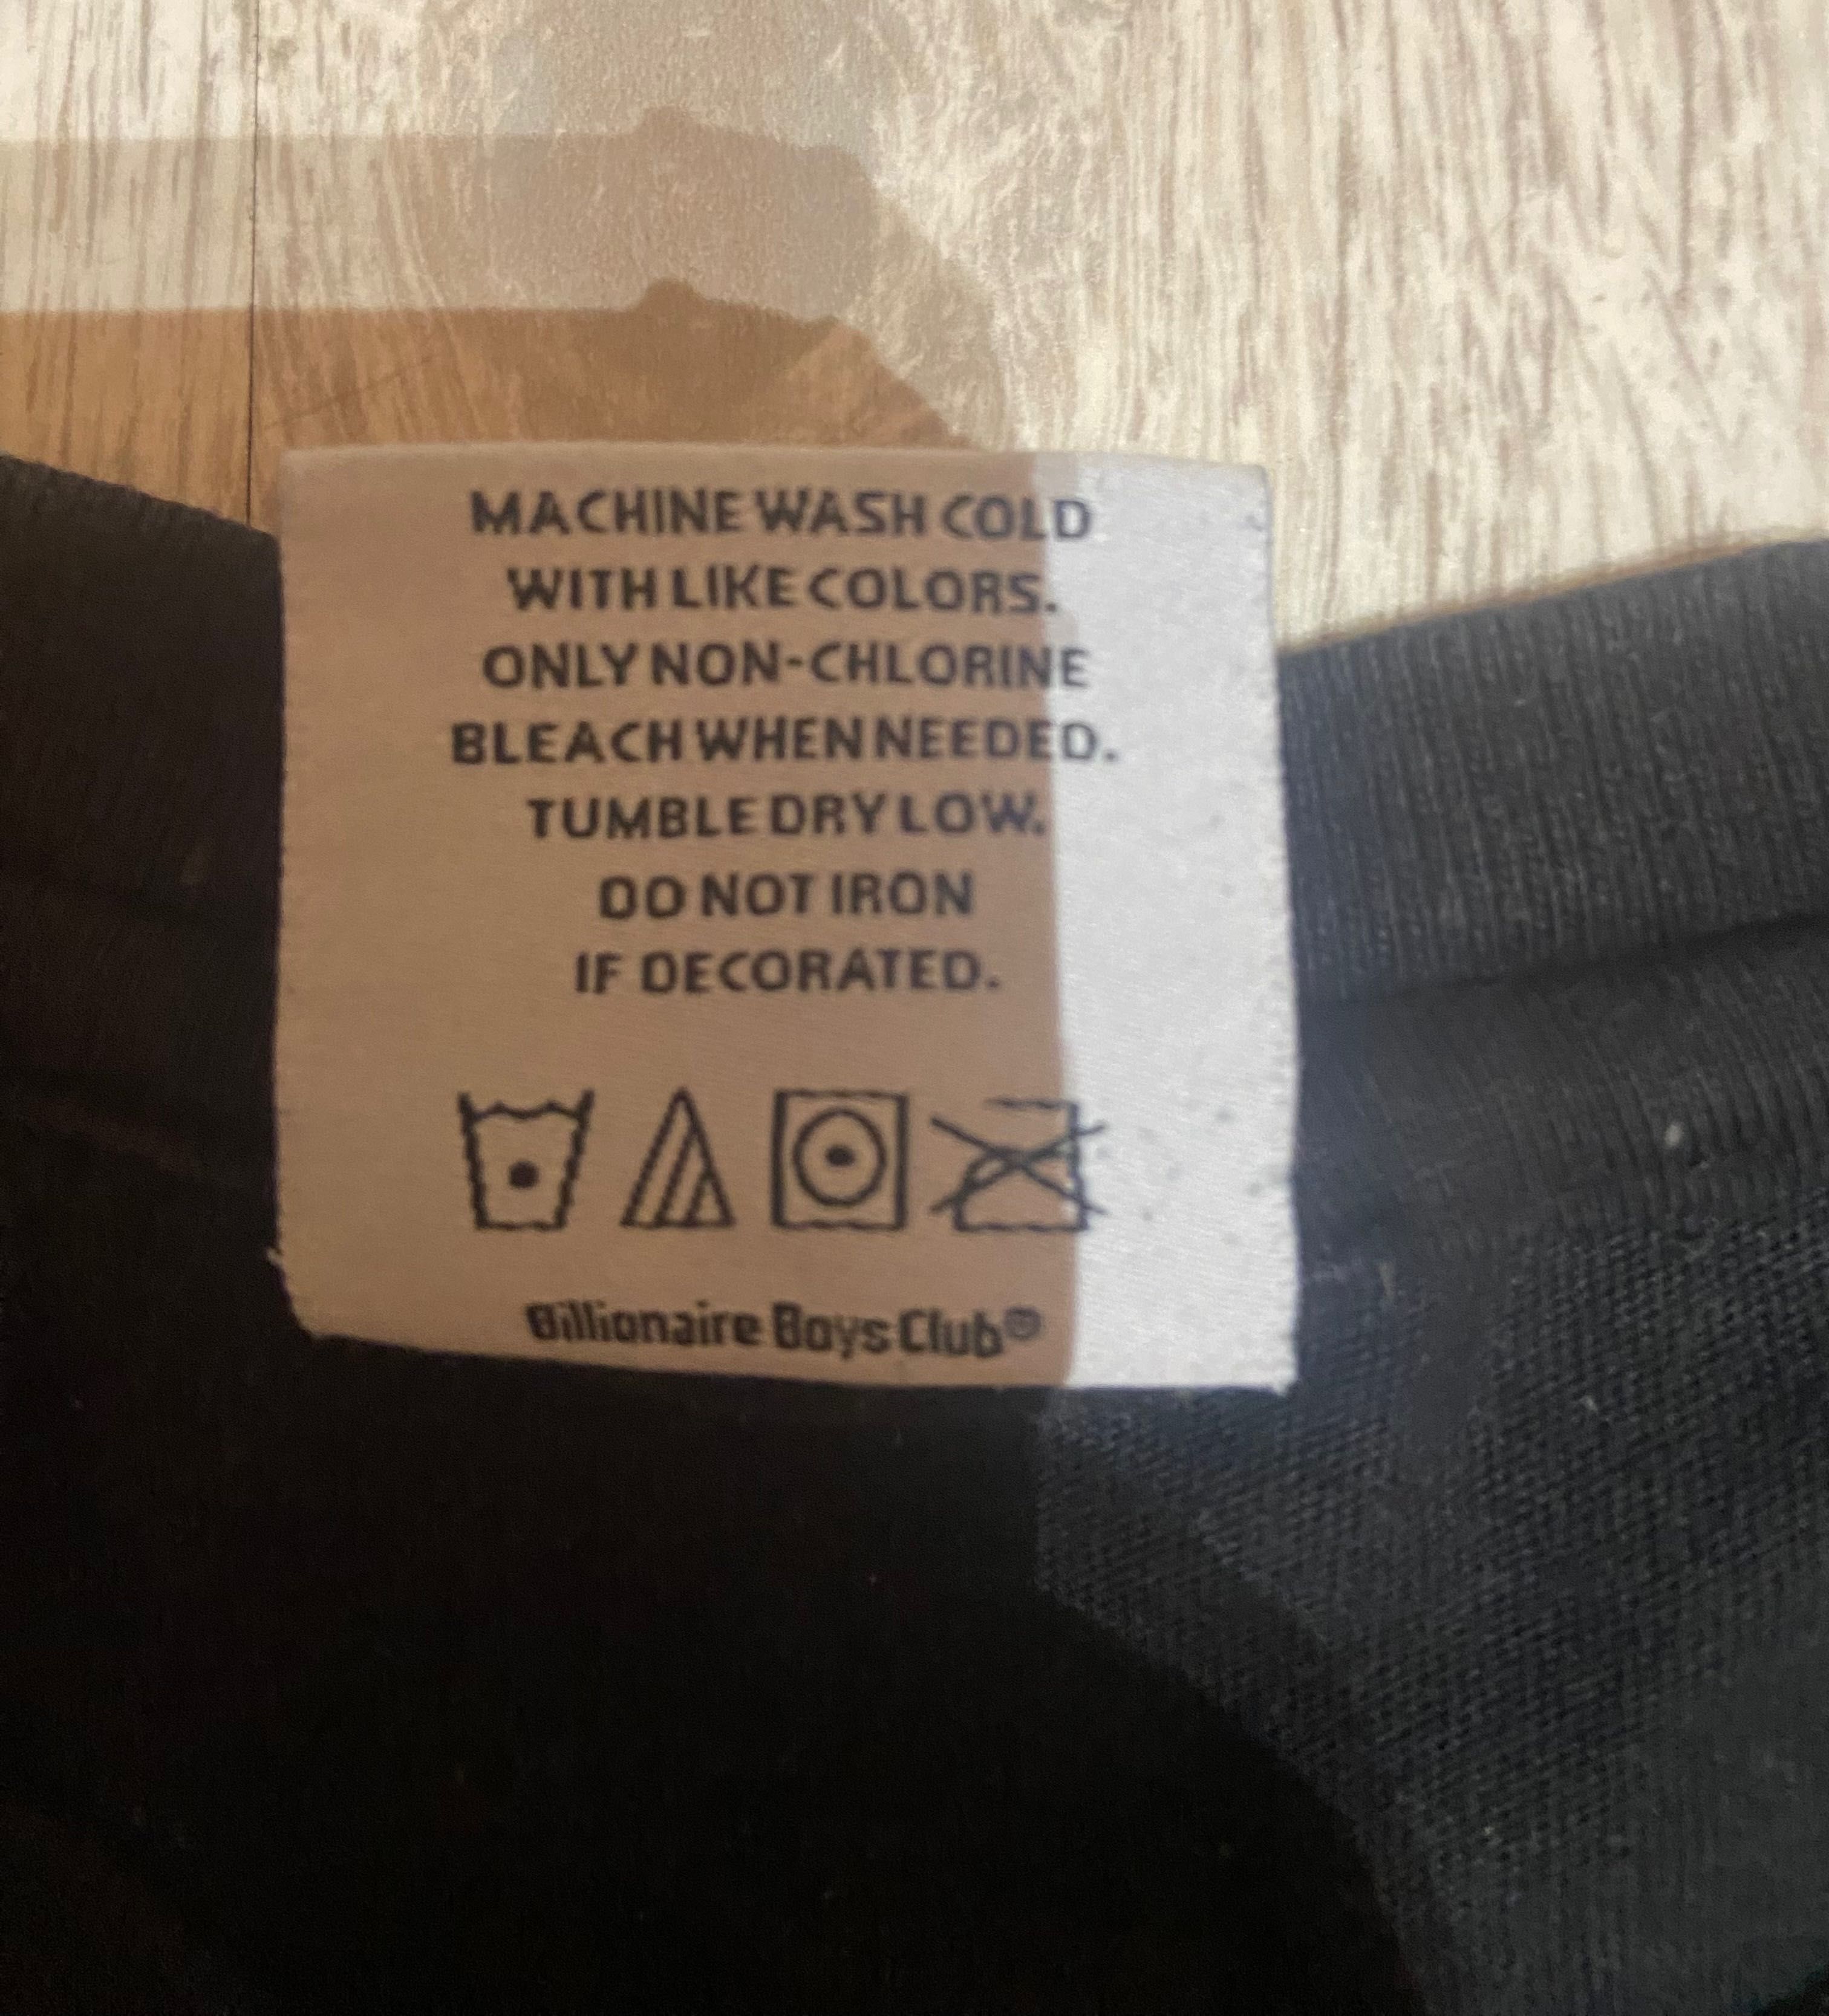 MACHINE WASH COLD
WITH LIKE COLORS.
ONLY NON-CHLORINE
BLEACH WHEN NEEDED.
TUMBLE DRY LOW.
DO NOT IRON
IF DECORATED.
Billionaire Boys Club®